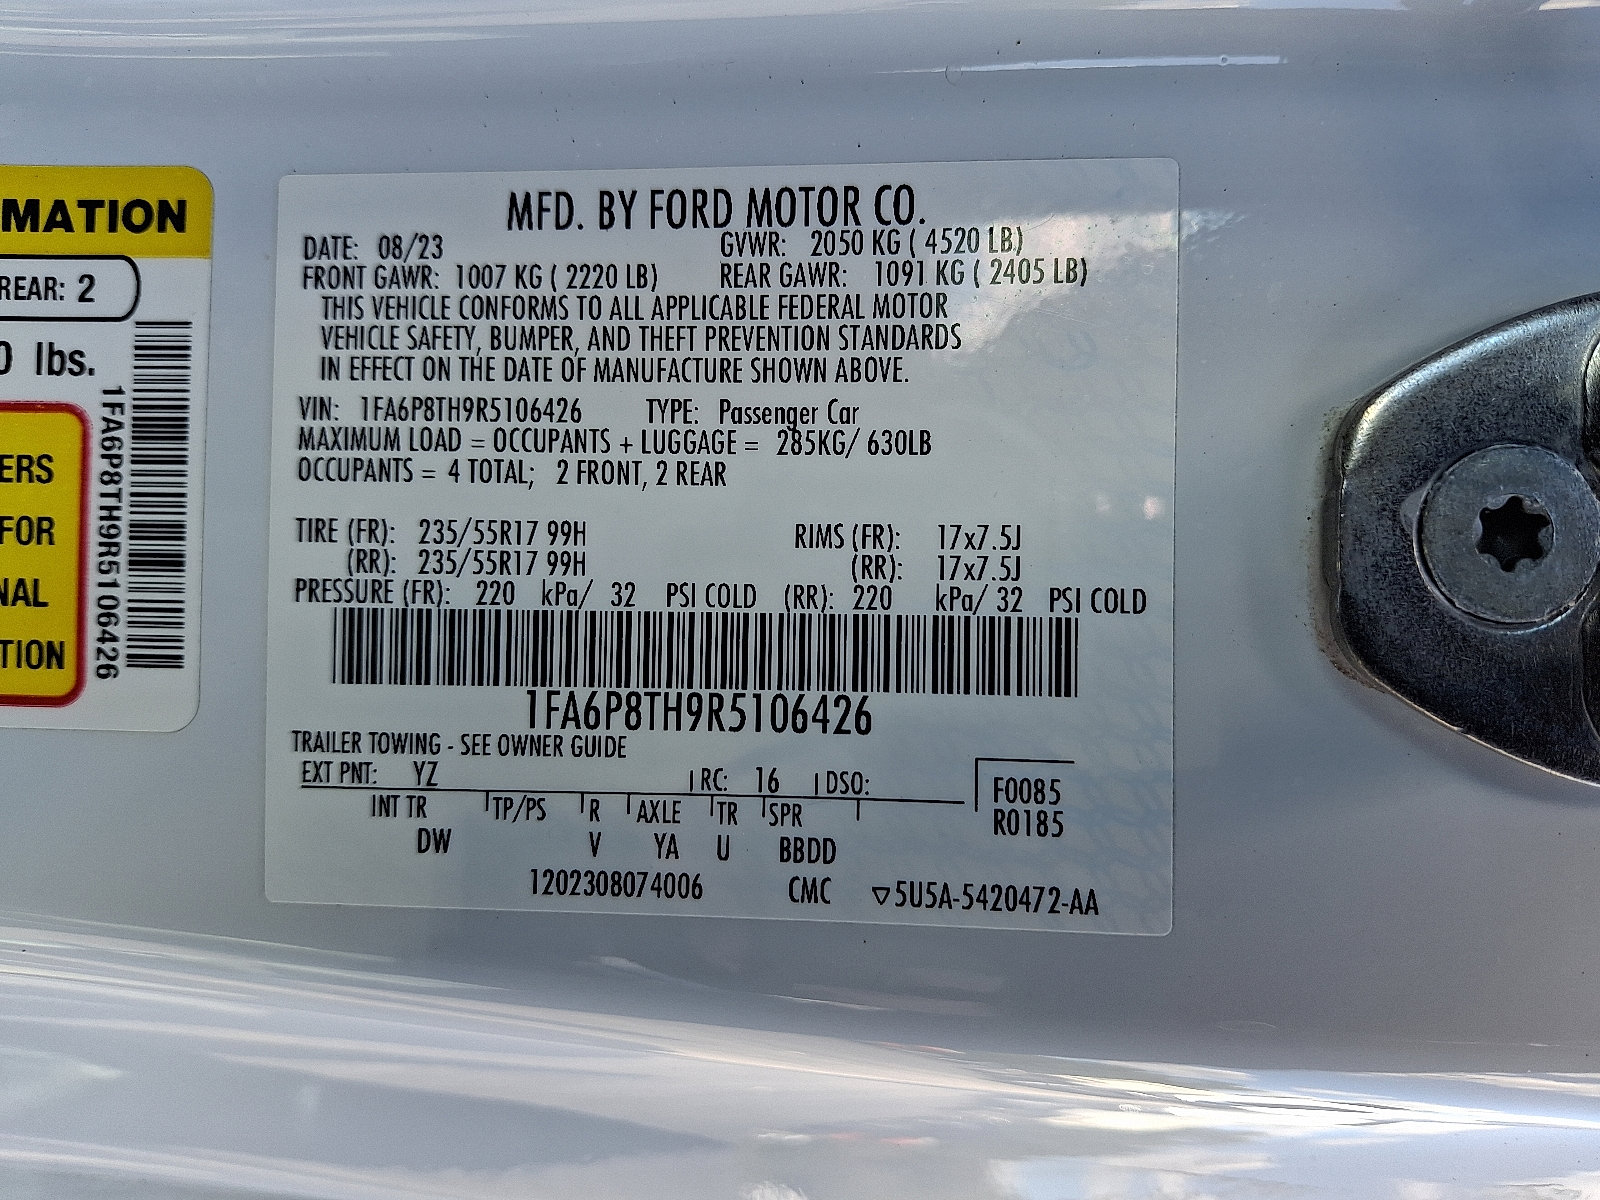 MATION
REAR: 2
0 lbs.
ERS
FOR
NAL
TION
1FA6P8TH9R5106426
MFD. BY FORD MOTOR CO.
DATE: 08/23 GVWR: 2050 KG ( 4520 LB)
FRONT GAWR: 1007 KG ( 2220 LB) REAR GAWR: 1091 KG ( 2405 LB)
THIS VEHICLE CONFORMS TO ALL APPLICABLE FEDERAL MOTOR
VEHICLE SAFETY, BUMPER, AND THEFT PREVENTION STANDARDS
IN EFFECT ON THE DATE OF MANUFACTURE SHOWN ABOVE.
VIN: 1FA6P8TH9R5106426 TYPE: Passenger Car
MAXIMUM LOAD = OCCUPANTS + LUGGAGE = 285KG/ 630LB
OCCUPANTS = 4 TOTAL; 2 FRONT, 2 REAR
TIRE (FR): 235/55R17 99H RIMS (FR): 17x7.5J
(RR): 235/55R17 99H (RR): 17x7.5J
PRESSURE (FR): 220 kPa/ 32 PSI COLD (RR): 220 kPa/ 32 PSI COLD
1FA6P8TH9R5106426
TRAILER TOWING - SEE OWNER GUIDE
EXT PNT: YZ RC: 16 DSO: F0085
INT TR TP/PS R AXLE TR SPR R0185
DW V YA U BBDD
1202308074006 CMC ▽5U5A-5420472-AA